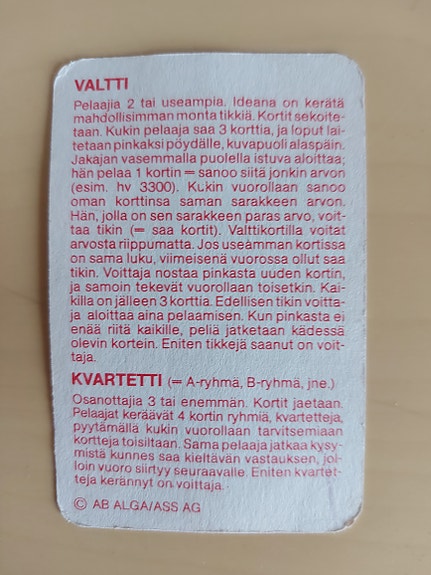 VALTTI
Pelaajia 2 tai useampia. Ideana on kerätä
mahdollisimman monta tikkiä. Kortit sekoite-
taan. Kukin pelaaja saa 3 korttia, ja loput lai-
tetaan pinkaksi pöydälle, kuvapuoli alaspäin.
Jakajan vasemmalla puolella istuva aloittaa;
hän pelaa 1 kortin = sanoo siitä jonkin arvon
(esim. hv 3300). Kukin vuorollaan sanoo
oman korttinsa saman sarakkeen arvon.
Hän, jolla on sen sarakkeen paras arvo, voit-
taa tikin (= saa kortit). Valttikortilla voitat
arvosta riippumatta. Jos useamman kortissa
on sama luku, viimeisenä vuorossa ollut saa
tikin. Voittaja nostaa pinkasta uuden kortin,
ja samoin tekevät vuorollaan toisetkin. Kai-
killa on jälleen 3 korttia. Edellisen tikin voitta-
ja aloittaa aina pelaamisen. Kun pinkasta ei
enää riitä kaikille, peliä jatketaan kädessä
olevin kortein. Eniten tikkejä saanut on voit-
taja.
KVARTETTI (= A-ryhmä, B-ryhmä, jne.)
Osanottajia 3 tai enemmän. Kortit jaetaan.
Pelaajat keräävät 4 kortin ryhmiä, kvartetteja,
pyytämällä kukin vuorollaan tarvitsemiaan
kortteja toisiltaan. Sama pelaaja jatkaa kysy-
mistä kunnes saa kieltävän vastauksen, jol-
loin vuoro siirtyy seuraavalle. Eniten kvartet-
teja kerännyt on voittaja.
© AB ALGA/ASS AG